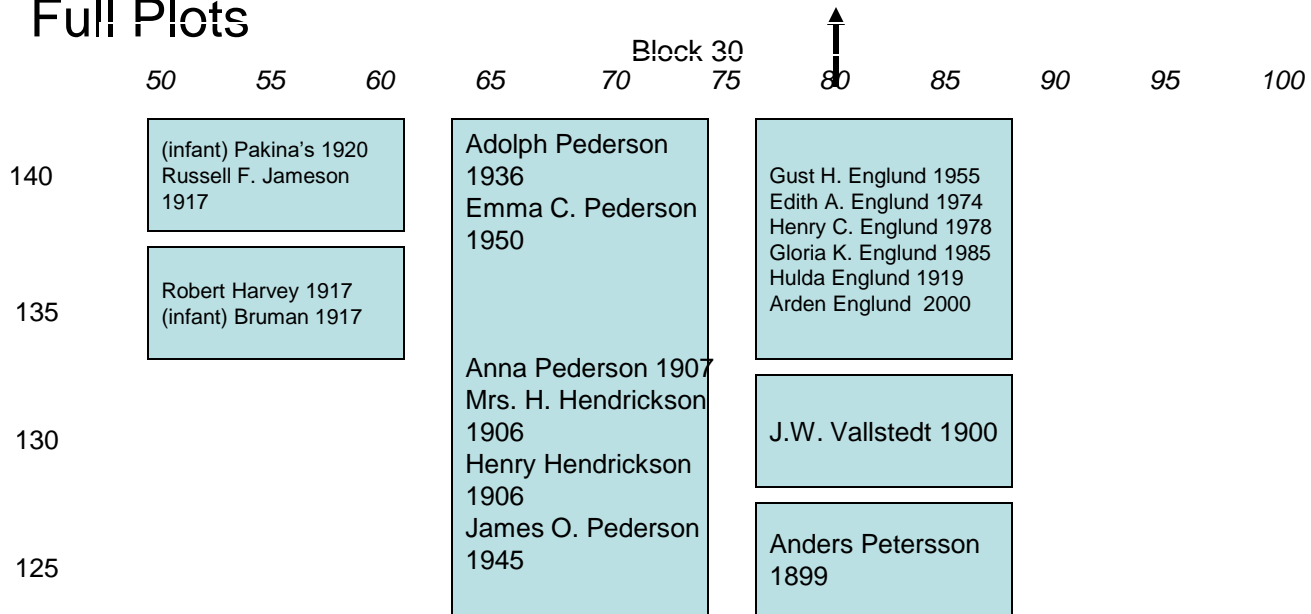 Full Plots
Block 30
50 55 60 65 70 75 80 85 90 95 100
140
(infant) Pakina’s 1920
Russell F. Jameson
1917
135
Robert Harvey 1917
(infant) Bruman 1917
130
125
Adolph Pederson
1936
Emma C. Pederson
1950
Anna Pederson 1907
Mrs. H. Hendrickson
1906
Henry Hendrickson
1906
James O. Pederson
1945
Gust H. Englund 1955
Edith A. Englund 1974
Henry C. Englund 1978
Gloria K. Englund 1985
Hulda Englund 1919
Arden Englund 2000
J.W. Vallstedt 1900
Anders Petersson
1899